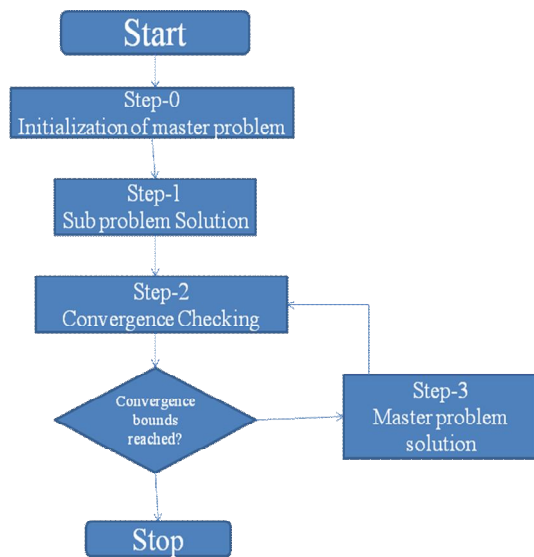 Start
Step-0
Initialization of master problem
Step-1
Sub problem Solution
Step-2
Convergence Checking
Convergence
bounds
reached?
Step-3
Master problem
solution
Stop